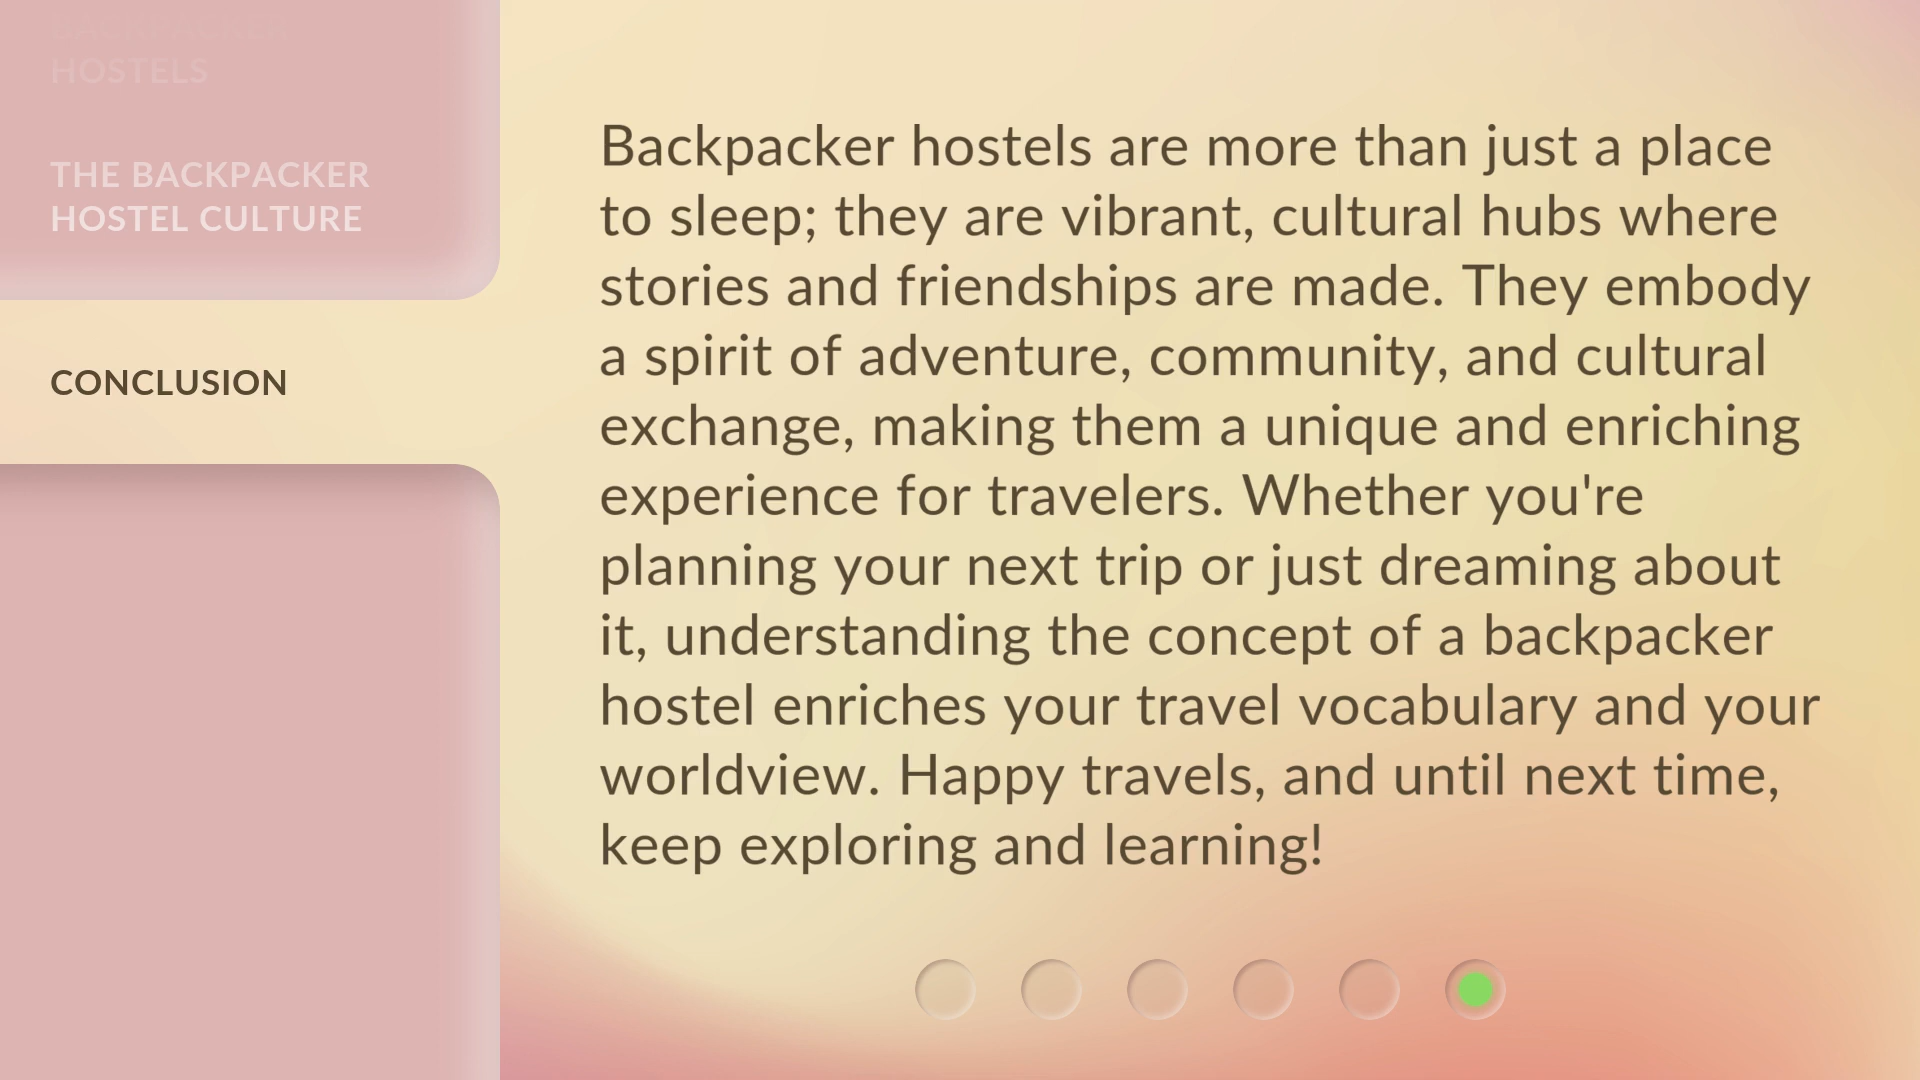 BACKPACKER
HOSTELS
THE BACKPACKER
HOSTEL CULTURE
CONCLUSION
Backpacker hostels are more than just a place
to sleep; they are vibrant, cultural hubs where
stories and friendships are made. They embody
a spirit of adventure, community, and cultural
exchange, making them a unique and enriching
experience for travelers. Whether you're
planning your next trip or just dreaming about
it, understanding the concept of a backpacker
hostel enriches your travel vocabulary and your
worldview. Happy travels, and until next time,
keep exploring and learning!